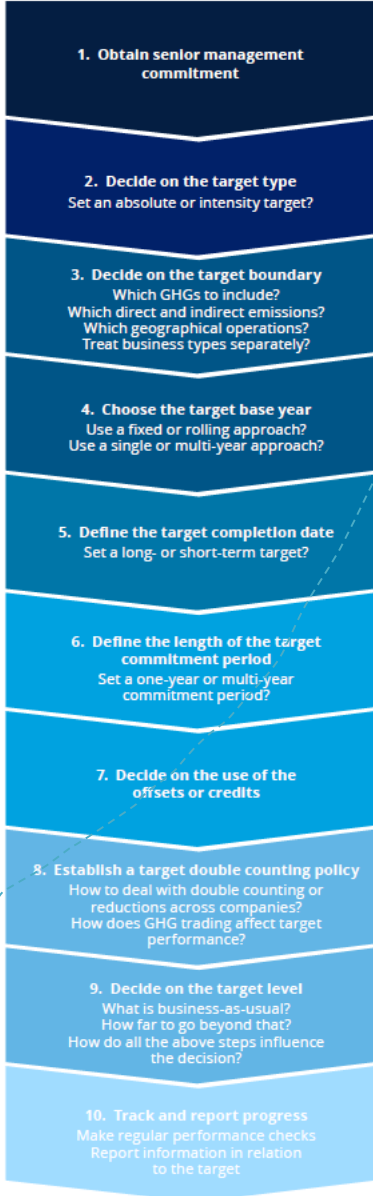 1. Obtain senior management
commitment
2. Decide on the target type
Set an absolute or intensity target?
3. Decide on the target boundary
Which GHGs to include?
Which direct and indirect emissions?
Which geographical operations?
Treat business types separately?
4. Choose the target base year
Use a fixed or rolling approach?
Use a single or multi-year approach?
5. Define the target completion date
Set a long- or short-term target?
6. Define the length of the target
commitment period
Set a one-year or multi-year
commitment period?
7. Decide on the use of the
offsets or credits
8. Establish a target double counting policy
How to deal with double counting or
reductions across companies?
How does GHG trading affect target
performance?
9. Decide on the target level
What is business-as-usual?
How far to go beyond that?
How do all the above steps influence
the decision?
10. Track and report progress
Make regular performance checks
Report information in relation
to the target